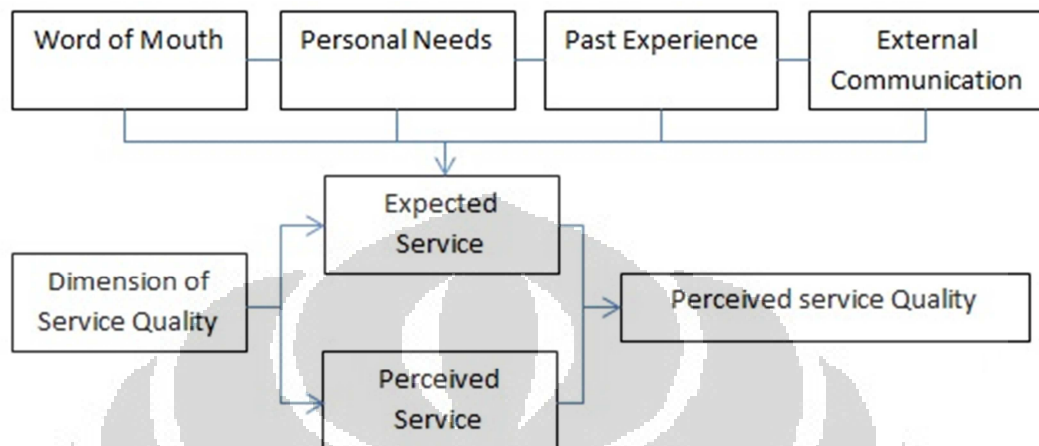 Word of Mouth
Personal Needs
Past Experience
External
Communication
Expected
Service
Dimension of
Service Quality
Perceived service Quality
Perceived
Service